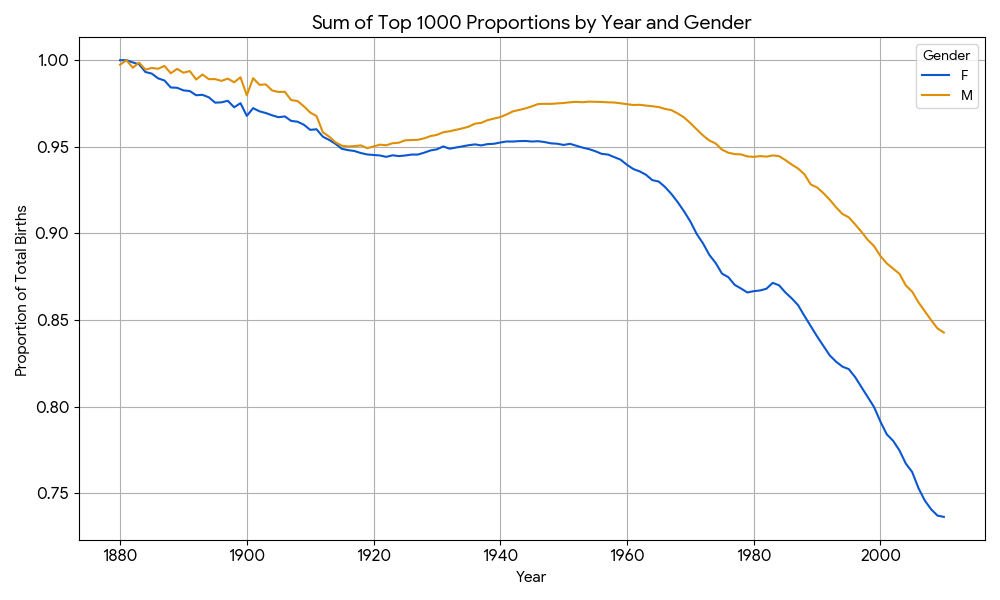 Sum of Top 1000 Proportions by Year and Gender
Gender
F
M
Proportion of Total Births
1.00
0.95
0.90
0.85
0.80
0.75
1880 1900 1920 1940 1960 1980 2000
Year